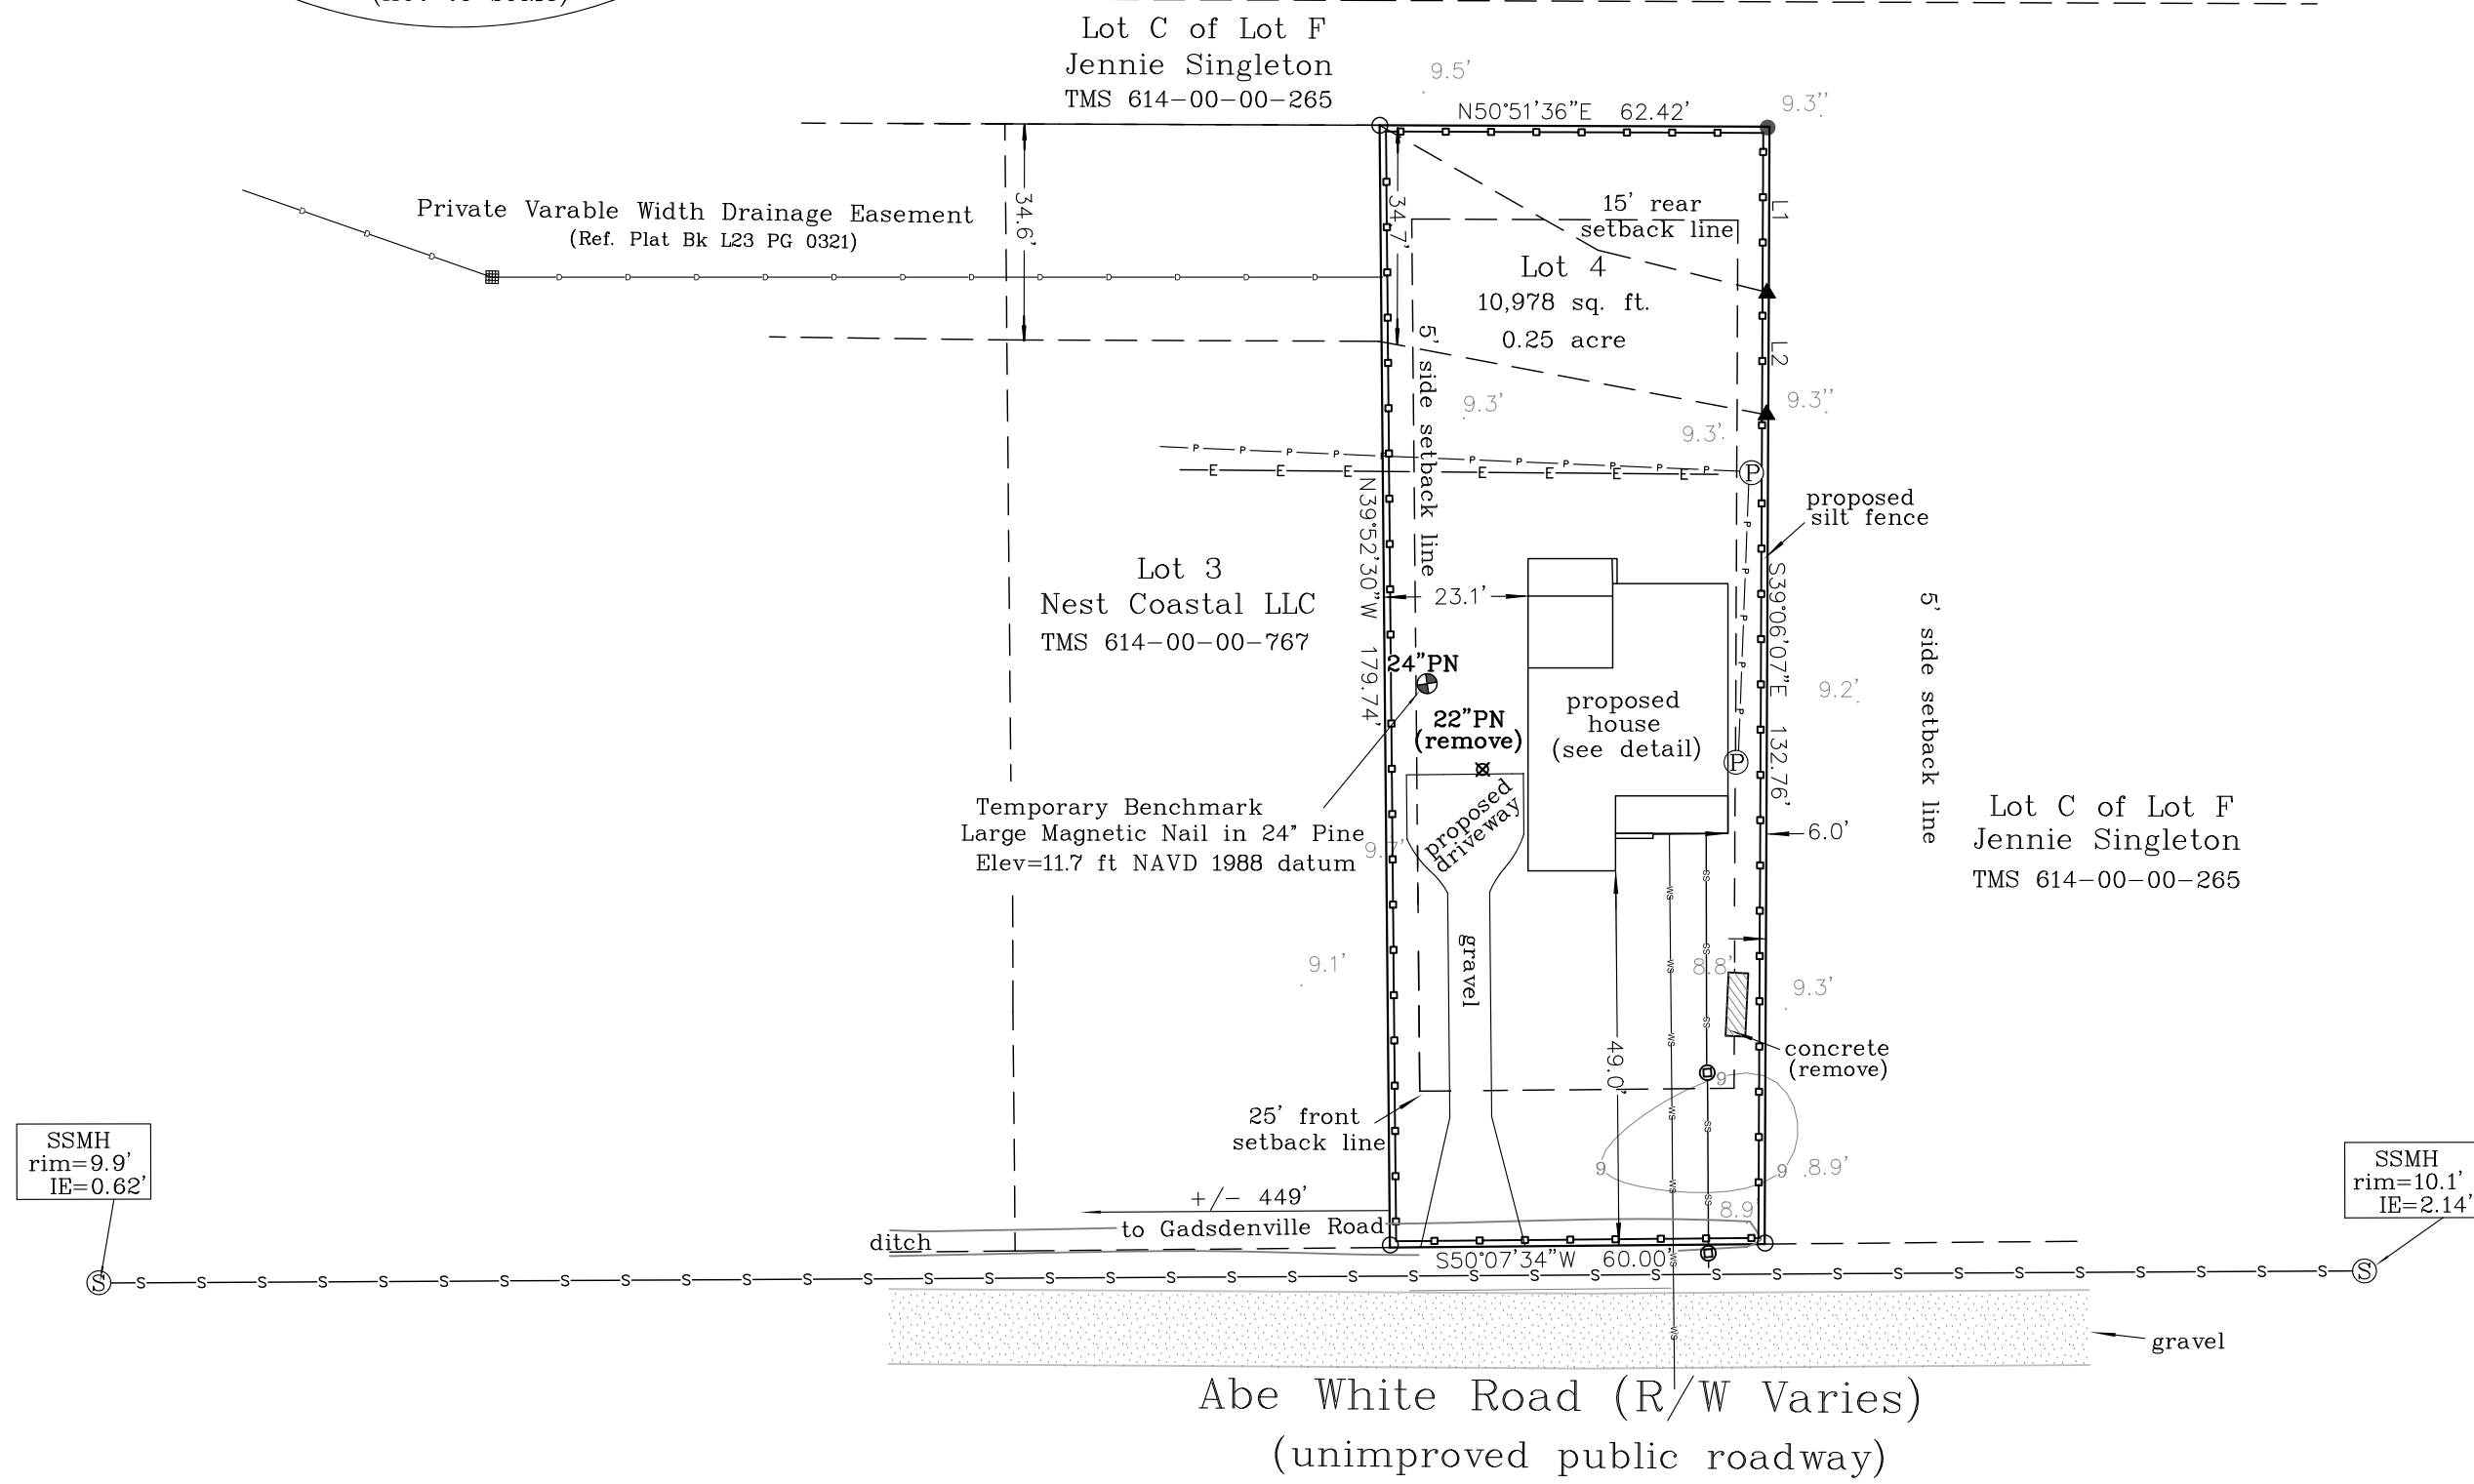 Lot C of Lot F
Jennie Singleton
TMS 614-00-00-265
9.5'
N50°51'36"E 62.42'
9.3''
Private Varable Width Drainage Easement
(Ref. Plat Bk L23 PG 0321)
34.6'
34.7'
15' rear
setback line
L1
Lot 4
10,978 sq. ft.
0.25 acre
L2
5' side setback line
9.3'
9.3''
9.3'
P
proposed
silt fence
N39°52'30"W 179.74'
S39°06'07"E 132.76'
Lot 3
Nest Coastal LLC
TMS 614-00-00-767
23.1'
5' side setback line
24"PN
22"PN
(remove)
proposed
house
(see detail)
9.2'
P
Temporary Benchmark
Large Magnetic Nail in 24" Pine
Elev=11.7 ft NAVD 1988 datum
9.7'
proposed
driveway
6.0'
Lot C of Lot F
Jennie Singleton
TMS 614-00-00-265
gravel
9.1'
8.8'
9.3'
49.0'
concrete
(remove)
9
25' front
setback line
9
9
8.9'
8.9
SSMH
rim=9.9'
IE=0.62'
SSMH
rim=10.1'
IE=2.14'
+/- 449'
to Gadsdenville Road
ditch
S50°07'34"W 60.00'
S
S
gravel
Abe White Road (R/W Varies)
(unimproved public roadway)